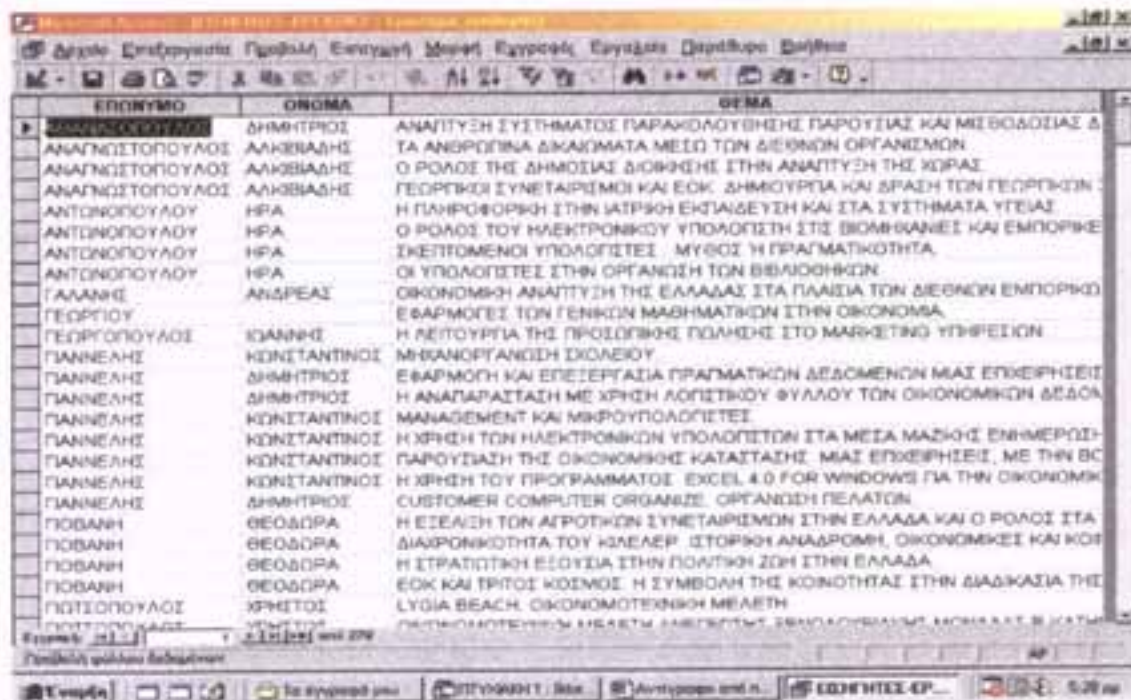 Αρχείο Επεξεργασία Προβολή Εισαγωγή Μορφή Εγγραφές Εργαλεία Παράθυρο Βοήθεια
ΕΠΩΝΥΜΟ ΟΝΟΜΑ ΘΕΜΑ
ΔΗΜΗΤΡΙΟΣ ΑΝΑΠΤΥΞΗ ΣΥΣΤΗΜΑΤΟΣ ΠΑΡΑΚΟΛΟΥΘΗΣΗΣ ΠΑΡΟΥΣΙΑΣ ΚΑΙ ΜΙΣΘΟΔΟΣΙΑΣ Δ
ΑΝΑΓΝΩΣΤΟΠΟΥΛΟΣ ΑΛΚΙΒΙΑΔΗΣ ΤΑ ΑΝΘΡΩΠΙΝΑ ΔΙΚΑΙΩΜΑΤΑ ΜΕΣΩ ΤΩΝ ΔΙΕΘΝΩΝ ΟΡΓΑΝΙΣΜΩΝ
ΑΝΑΓΝΩΣΤΟΠΟΥΛΟΣ ΑΛΚΙΒΙΑΔΗΣ Ο ΡΟΛΟΣ ΤΗΣ ΔΗΜΟΣΙΑΣ ΔΙΟΙΚΗΣΗΣ ΣΤΗΝ ΑΝΑΠΤΥΞΗ ΤΗΣ ΧΩΡΑΣ
ΑΝΑΓΝΩΣΤΟΠΟΥΛΟΣ ΑΛΚΙΒΙΑΔΗΣ ΓΕΩΡΓΙΚΟΙ ΣΥΝΕΤΑΙΡΙΣΜΟΙ ΚΑΙ ΕΟΚ. ΔΗΜΙΟΥΡΓΙΑ ΚΑΙ ΔΡΑΣΗ ΤΩΝ ΓΕΩΡΓΙΚΩΝ Σ
ΑΝΤΩΝΟΠΟΥΛΟΥ ΗΡΑ Η ΠΛΗΡΟΦΟΡΙΚΗ ΣΤΗΝ ΙΑΤΡΙΚΗ ΕΚΠΑΙΔΕΥΣΗ ΚΑΙ ΣΤΑ ΣΥΣΤΗΜΑΤΑ ΥΓΕΙΑΣ
ΑΝΤΩΝΟΠΟΥΛΟΥ ΗΡΑ Ο ΡΟΛΟΣ ΤΟΥ ΗΛΕΚΤΡΟΝΙΚΟΥ ΥΠΟΛΟΓΙΣΤΗ ΣΤΙΣ ΒΙΟΜΗΧΑΝΙΕΣ ΚΑΙ ΕΜΠΟΡΙΚΕ
ΑΝΤΩΝΟΠΟΥΛΟΥ ΗΡΑ ΣΚΕΠΤΟΜΕΝΟΙ ΥΠΟΛΟΓΙΣΤΕΣ ΜΥΘΟΣ Ή ΠΡΑΓΜΑΤΙΚΟΤΗΤΑ
ΑΝΤΩΝΟΠΟΥΛΟΥ ΗΡΑ ΟΙ ΥΠΟΛΟΓΙΣΤΕΣ ΣΤΗΝ ΟΡΓΑΝΩΣΗ ΤΩΝ ΒΙΒΛΙΟΘΗΚΩΝ
ΓΑΛΑΝΗΣ ΑΝΔΡΕΑΣ ΟΙΚΟΝΟΜΙΚΗ ΑΝΑΠΤΥΞΗ ΤΗΣ ΕΛΛΑΔΑΣ ΣΤΑ ΠΛΑΙΣΙΑ ΤΩΝ ΔΙΕΘΝΩΝ ΕΜΠΟΡΙΚΩ
ΓΕΩΡΓΙΟΥ ΕΦΑΡΜΟΓΕΣ ΤΩΝ ΓΕΝΙΚΩΝ ΜΑΘΗΜΑΤΙΚΩΝ ΣΤΗΝ ΟΙΚΟΝΟΜΙΑ
ΓΕΩΡΓΟΠΟΥΛΟΣ ΙΩΑΝΝΗΣ Η ΛΕΙΤΟΥΡΓΙΑ ΤΗΣ ΠΡΟΣΩΠΙΚΗΣ ΠΩΛΗΣΗΣ ΣΤΟ MARKETING ΥΠΗΡΕΣΙΩΝ
ΓΙΑΝΝΕΛΗΣ ΚΩΝΣΤΑΝΤΙΝΟΣ ΜΗΧΑΝΟΡΓΑΝΩΣΗ ΣΧΟΛΕΙΟΥ
ΓΙΑΝΝΕΛΗΣ ΔΗΜΗΤΡΙΟΣ ΕΦΑΡΜΟΓΗ ΚΑΙ ΕΠΕΞΕΡΓΑΣΙΑ ΠΡΑΓΜΑΤΙΚΩΝ ΔΕΔΟΜΕΝΩΝ ΜΙΑΣ ΕΠΙΧΕΙΡΗΣΕΙΣ
ΓΙΑΝΝΕΛΗΣ ΔΗΜΗΤΡΙΟΣ Η ΑΝΑΠΑΡΑΣΤΑΣΗ ΜΕ ΧΡΗΣΗ ΛΟΓΙΣΤΙΚΟΥ ΦΥΛΛΟΥ ΤΩΝ ΟΙΚΟΝΟΜΙΚΩΝ ΔΕΔΟΜ
ΓΙΑΝΝΕΛΗΣ ΚΩΝΣΤΑΝΤΙΝΟΣ MANAGEMENT ΚΑΙ ΜΙΚΡΟΥΠΟΛΟΓΙΣΤΕΣ
ΓΙΑΝΝΕΛΗΣ ΚΩΝΣΤΑΝΤΙΝΟΣ Η ΧΡΗΣΗ ΤΩΝ ΗΛΕΚΤΡΟΝΙΚΩΝ ΥΠΟΛΟΓΙΣΤΩΝ ΣΤΑ ΜΕΣΑ ΜΑΖΙΚΗΣ ΕΝΗΜΕΡΩΣΗ
ΓΙΑΝΝΕΛΗΣ ΚΩΝΣΤΑΝΤΙΝΟΣ ΠΑΡΟΥΣΙΑΣΗ ΤΗΣ ΟΙΚΟΝΟΜΙΚΗΣ ΚΑΤΑΣΤΑΣΗΣ ΜΙΑΣ ΕΠΙΧΕΙΡΗΣΕΙΣ, ΜΕ ΤΗΝ ΒΟ
ΓΙΑΝΝΕΛΗΣ ΚΩΝΣΤΑΝΤΙΝΟΣ Η ΧΡΗΣΗ ΤΟΥ ΠΡΟΓΡΑΜΜΑΤΟΣ EXCEL 4.0 FOR WINDOWS ΓΙΑ ΤΗΝ ΟΙΚΟΝΟΜΙΚ
ΓΙΑΝΝΕΛΗΣ ΔΗΜΗΤΡΙΟΣ CUSTOMER COMPUTER ORGANIZE. ΟΡΓΑΝΩΣΗ ΠΕΛΑΤΩΝ
ΓΙΟΒΑΝΗ ΘΕΟΔΩΡΑ Η ΕΞΕΛΙΞΗ ΤΩΝ ΑΓΡΟΤΙΚΩΝ ΣΥΝΕΤΑΙΡΙΣΜΩΝ ΣΤΗΝ ΕΛΛΑΔΑ ΚΑΙ Ο ΡΟΛΟΣ ΣΤΑ
ΓΙΟΒΑΝΗ ΘΕΟΔΩΡΑ ΔΙΑΧΡΟΝΙΚΟΤΗΤΑ ΤΟΥ ΚΙΛΕΛΕΡ. ΙΣΤΟΡΙΚΗ ΑΝΑΔΡΟΜΗ, ΟΙΚΟΝΟΜΙΚΕΣ ΚΑΙ ΚΟΙ
ΓΙΟΒΑΝΗ ΘΕΟΔΩΡΑ Η ΣΤΡΑΤΙΩΤΙΚΗ ΕΞΟΥΣΙΑ ΣΤΗΝ ΠΟΛΙΤΙΚΗ ΖΩΗ ΣΤΗΝ ΕΛΛΑΔΑ
ΓΙΟΒΑΝΗ ΘΕΟΔΩΡΑ ΕΟΚ ΚΑΙ ΤΡΙΤΟΣ ΚΟΣΜΟΣ. Η ΣΥΜΒΟΛΗ ΤΗΣ ΚΟΙΝΟΤΗΤΑΣ ΣΤΗΝ ΔΙΑΔΙΚΑΣΙΑ ΤΗΣ
ΓΙΩΤΣΟΠΟΥΛΟΣ ΧΡΗΣΤΟΣ LYGIA BEACH. ΟΙΚΟΝΟΜΟΤΕΧΝΙΚΗ ΜΕΛΕΤΗ
Προβολή φύλλου δεδομένων
Έναρξη Τα έγγραφά μου ΕΙΣΗΓΗΤΕΣ-ΕΡ...